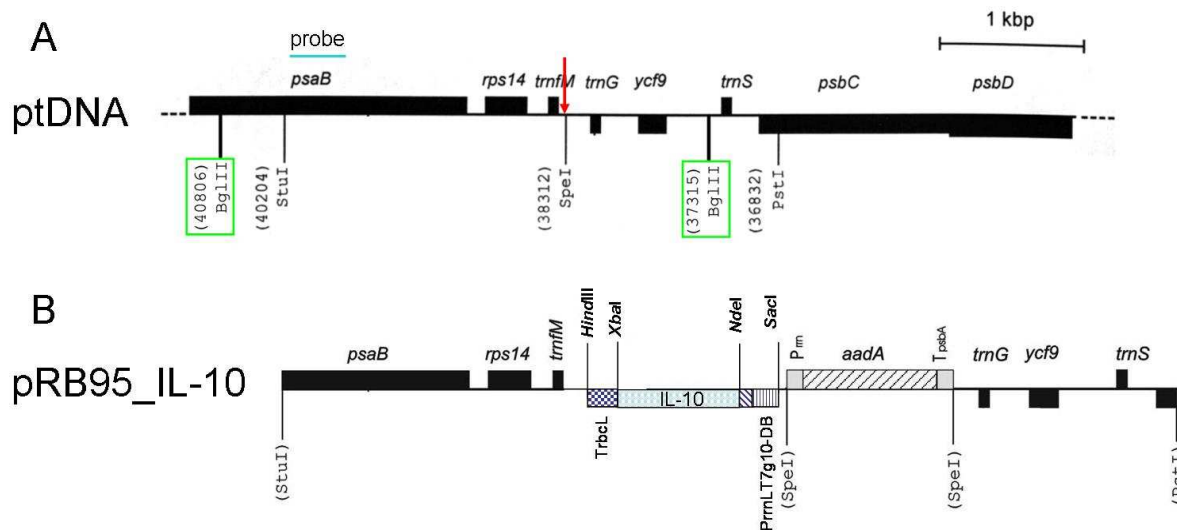 A
1 kbp
probe
psaB rps14 trnfM trnG ycf9 trnS psbC psbD
ptDNA
(40806) BglII
(40204) StuI
(38312) SpeI
(37315) BglII
(36832) PstI
B
HindIII XbaI NdeI SacI
psaB rps14 trnfM Prrn aadA TpsbA trnG ycf9 trnS
pRB95_IL-10
IL-10
TrbcL
PrrnLT7g10-DB
(StuI) (SpeI) (SpeI) (PstI)